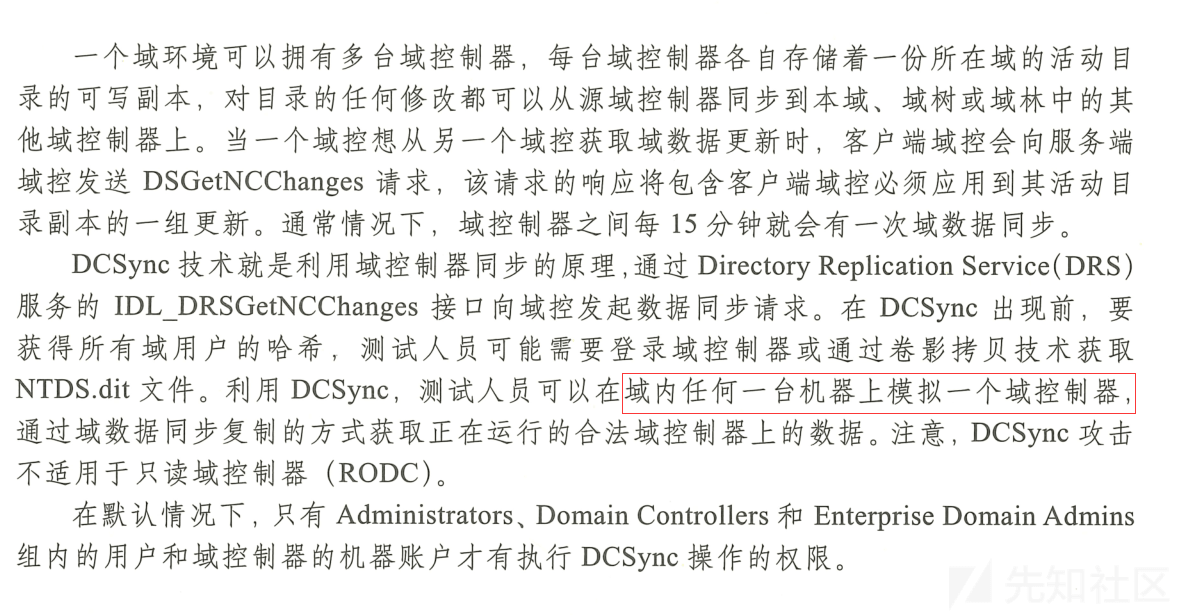 一个域环境可以拥有多台域控制器，每台域控制器各自存储着一份所在域的活动目
录的可写副本，对目录的任何修改都可以从源域控制器同步到本域、域树或域林中的其
他域控制器上。当一个域控想从另一个域控获取域数据更新时，客户端域控会向服务端
域控发送 DSGetNCChanges 请求，该请求的响应将包含客户端域控必须应用到其活动目
录副本的一组更新。通常情况下，域控制器之间每 15 分钟就会有一次域数据同步。
DCSync 技术就是利用域控制器同步的原理，通过 Directory Replication Service（DRS）
服务的 IDL_DRSGetNCChanges 接口向域控发起数据同步请求。在 DCSync 出现前，要
获得所有域用户的哈希，测试人员可能需要登录域控制器或通过卷影拷贝技术获取
NTDS.dit 文件。利用 DCSync，测试人员可以在域内任何一台机器上模拟一个域控制器，
通过域数据同步复制的方式获取正在运行的合法域控制器上的数据。注意，DCSync 攻击
不适用于只读域控制器（RODC）。
在默认情况下，只有 Administrators、Domain Controllers 和 Enterprise Domain Admins
组内的用户和域控制器的机器账户才有执行 DCSync 操作的权限。
先知社区